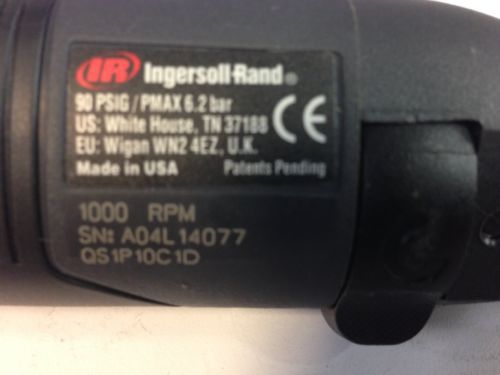 IR Ingersoll-Rand®
90 PSIG / PMAX 6.2 bar
US: White House, TN 37188
EU: Wigan WN2 4EZ, U.K.
CE
Made in USA Patents Pending
1000 RPM
SN: A04L14077
QS1P10C1D